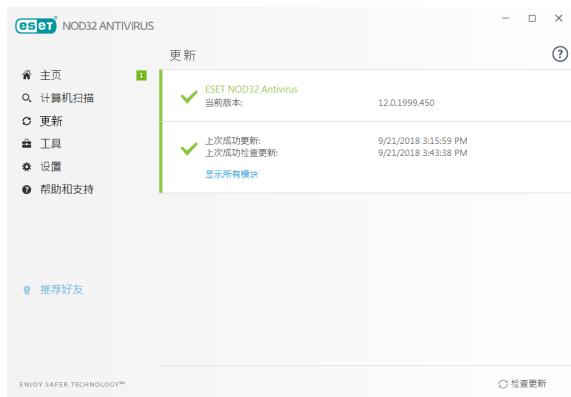 eseT NOD32 ANTIVIRUS
更新
?
主页 1
计算机扫描
更新
工具
设置
帮助和支持
推荐好友
ESET NOD32 Antivirus
当前版本: 12.0.1999.450
上次成功更新: 9/21/2018 3:15:59 PM
上次成功检查更新: 9/21/2018 3:43:38 PM
显示所有模块
ENJOY SAFER TECHNOLOGY™
检查更新